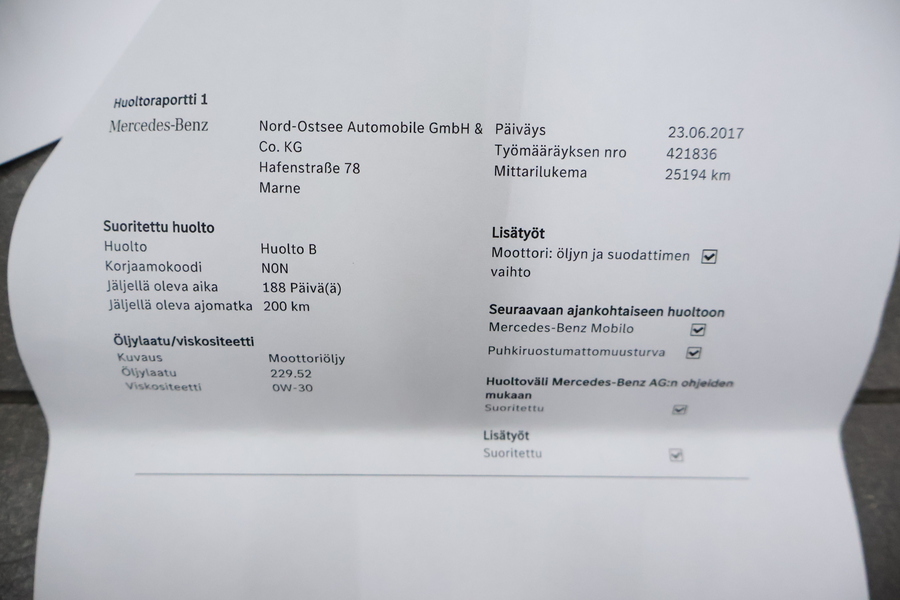 Huoltoraportti 1
Mercedes-Benz
Nord-Ostsee Automobile GmbH &
Co. KG
Hafenstraße 78
Marne
Päiväys 23.06.2017
Työmääräyksen nro 421836
Mittarilukema 25194 km
Suoritettu huolto
Huolto Huolto B
Korjaamokoodi N0N
Jäljellä oleva aika 188 Päivä(ä)
Jäljellä oleva ajomatka 200 km
Öljylaatu/viskositeetti
Kuvaus Moottoriöljy
Öljylaatu 229.52
Viskositeetti 0W-30
Lisätyöt
Moottori: öljyn ja suodattimen
vaihto
Seuraavaan ajankohtaiseen huoltoon
Mercedes-Benz Mobilo
Puhkiruostumattomuusturva
Huoltoväli Mercedes-Benz AG:n ohjeiden
mukaan
Suoritettu
Lisätyöt
Suoritettu